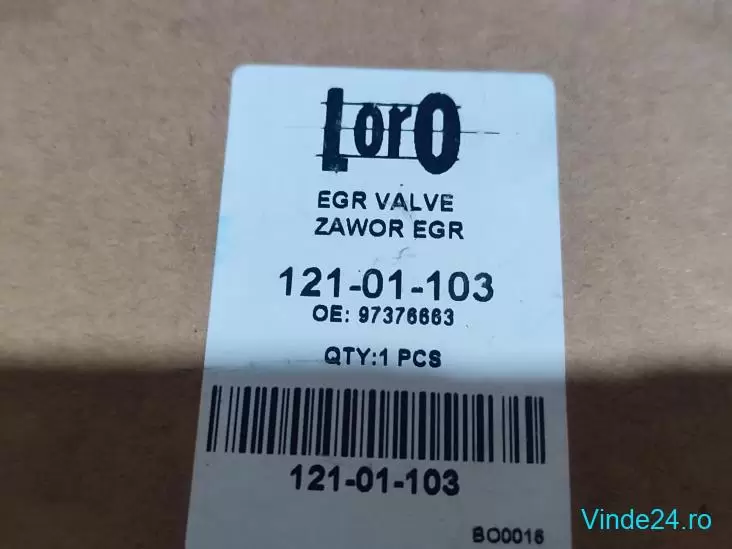 LorO
EGR VALVE
ZAWOR EGR
121-01-103
OE: 97376663
QTY:1 PCS
121-01-103
BO0016
Vinde24.ro